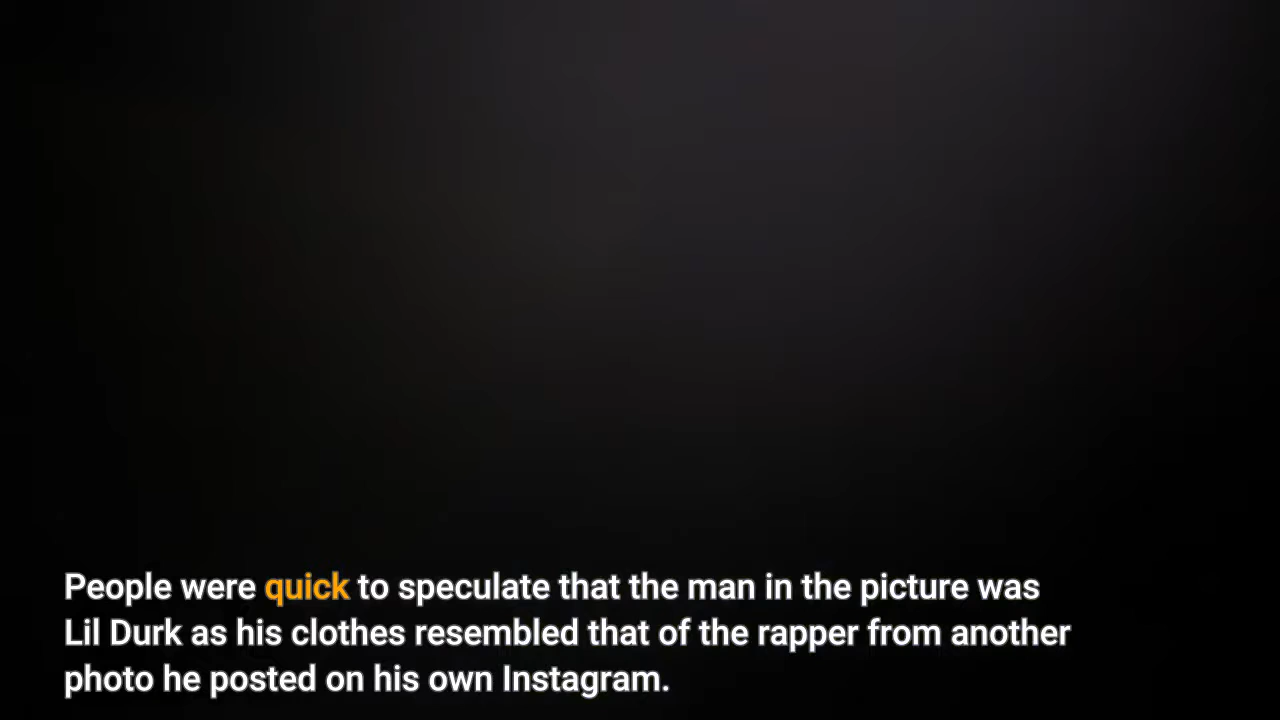 People were quick to speculate that the man in the picture was
Lil Durk as his clothes resembled that of the rapper from another
photo he posted on his own Instagram.